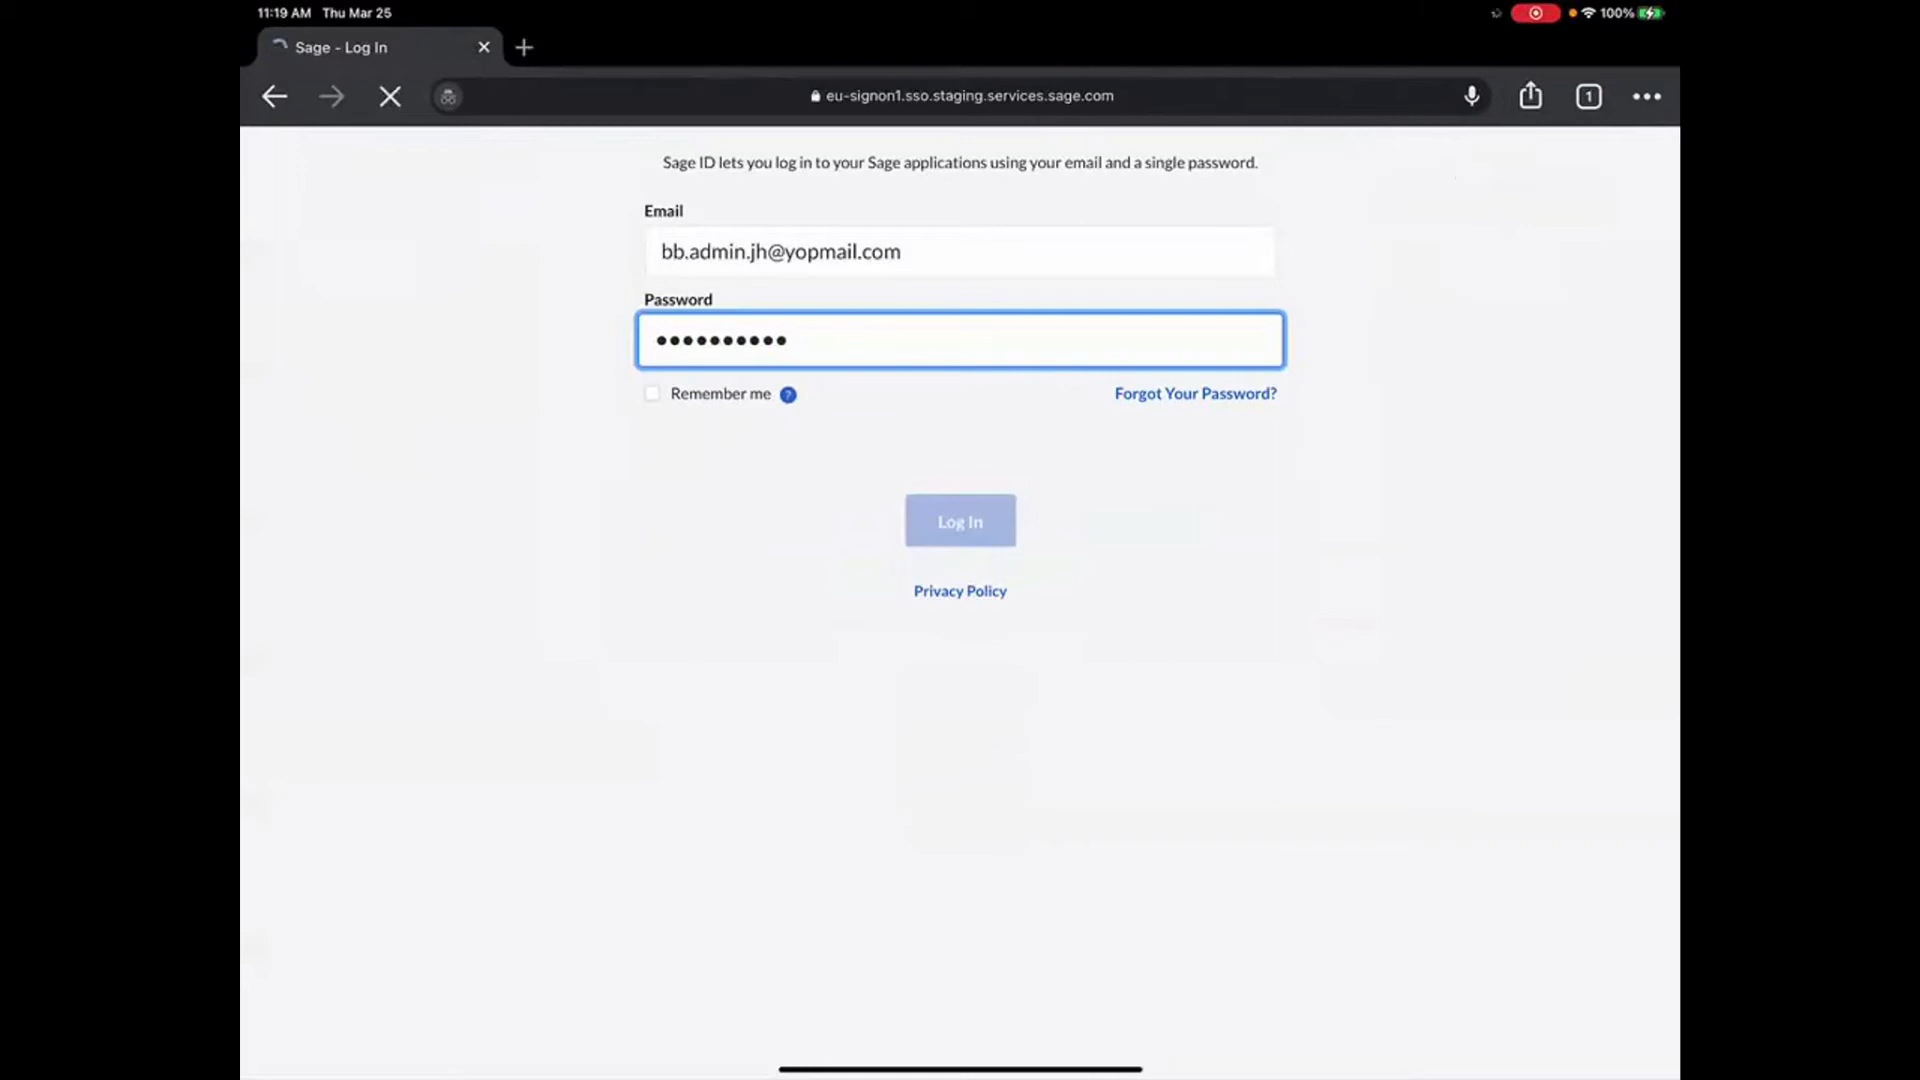 11:19 AM Thu Mar 25
100%
Sage - Log In
eu-signon1.sso.staging.services.sage.com
1
Sage ID lets you log in to your Sage applications using your email and a single password.
Email
bb.admin.jh@yopmail.com
Password
••••••••••
Remember me ?
Forgot Your Password?
Log In
Privacy Policy